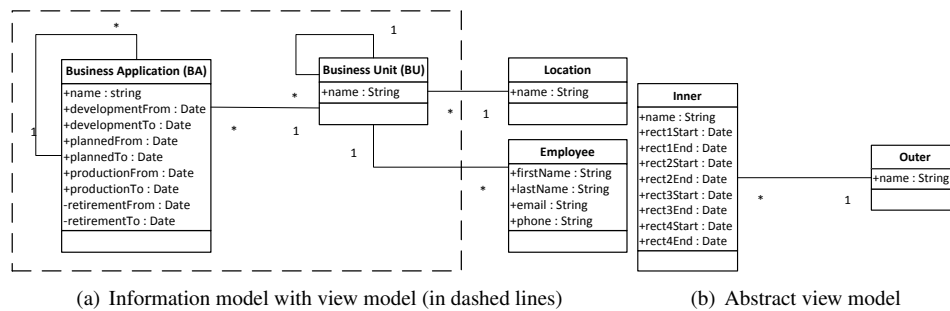 *
1
Business Application (BA)
+name : string
+developmentFrom : Date
+developmentTo : Date
+plannedFrom : Date
+plannedTo : Date
+productionFrom : Date
+productionTo : Date
-retirementFrom : Date
-retirementTo : Date
*
*
1
1
Business Unit (BU)
+name : String
1
1
*
1
*
Location
+name : String
Employee
+firstName : String
+lastName : String
+email : String
+phone : String
Inner
+name : String
+rect1Start : Date
+rect1End : Date
+rect2Start : Date
+rect2End : Date
+rect3Start : Date
+rect3End : Date
+rect4Start : Date
+rect4End : Date
*
1
Outer
+name : String
(a) Information model with view model (in dashed lines)
(b) Abstract view model